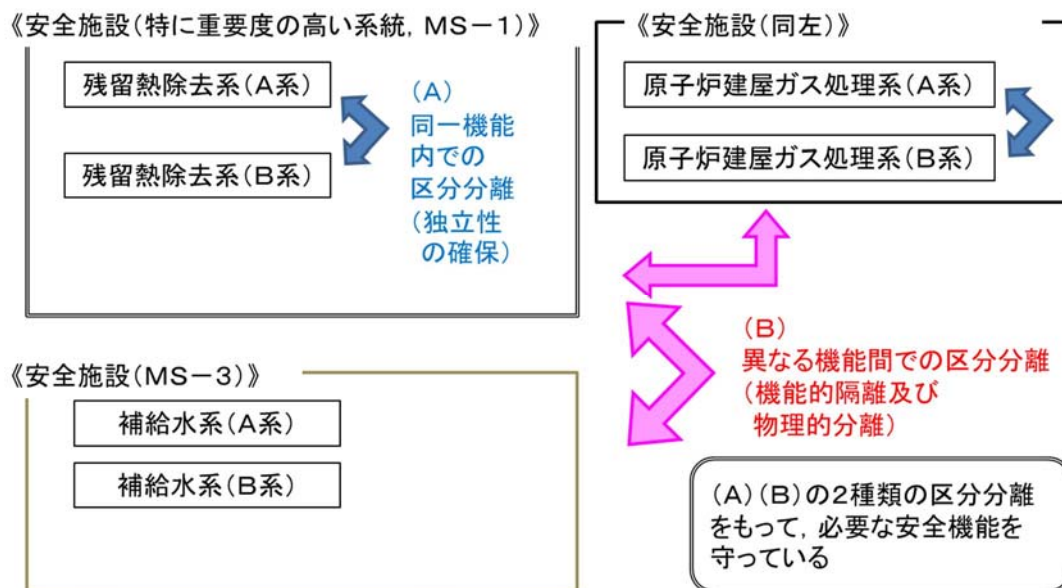 《安全施設(特に重要度の高い系統, MS-1)》
残留熱除去系(A系)
残留熱除去系(B系)
(A)
同一機能
内での
区分分離
(独立性
の確保)
《安全施設(同左)》
原子炉建屋ガス処理系(A系)
原子炉建屋ガス処理系(B系)
(B)
異なる機能間での区分分離
(機能的隔離及び
物理的分離)
《安全施設(MS-3)》
補給水系(A系)
補給水系(B系)
(A)(B)の2種類の区分分離
をもって, 必要な安全機能を
守っている